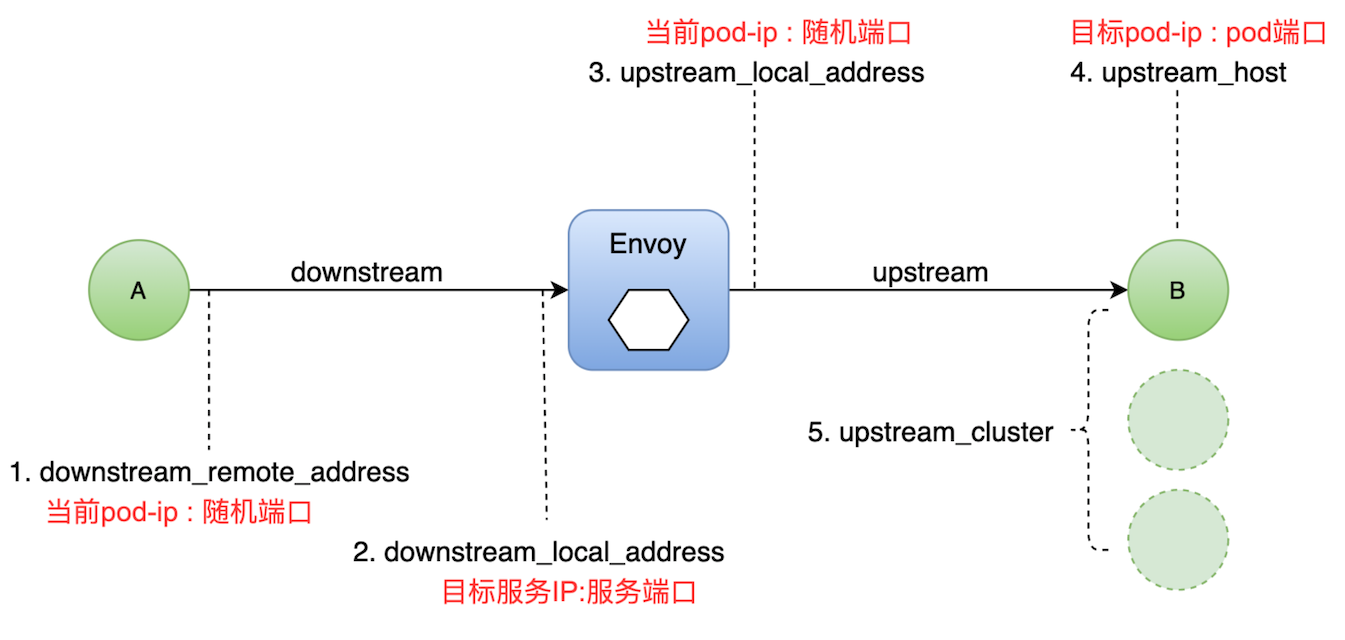 当前pod-ip : 随机端口
3. upstream_local_address
目标pod-ip : pod端口
4. upstream_host
Envoy
A
downstream
upstream
B
5. upstream_cluster
1. downstream_remote_address
当前pod-ip : 随机端口
2. downstream_local_address
目标服务IP:服务端口